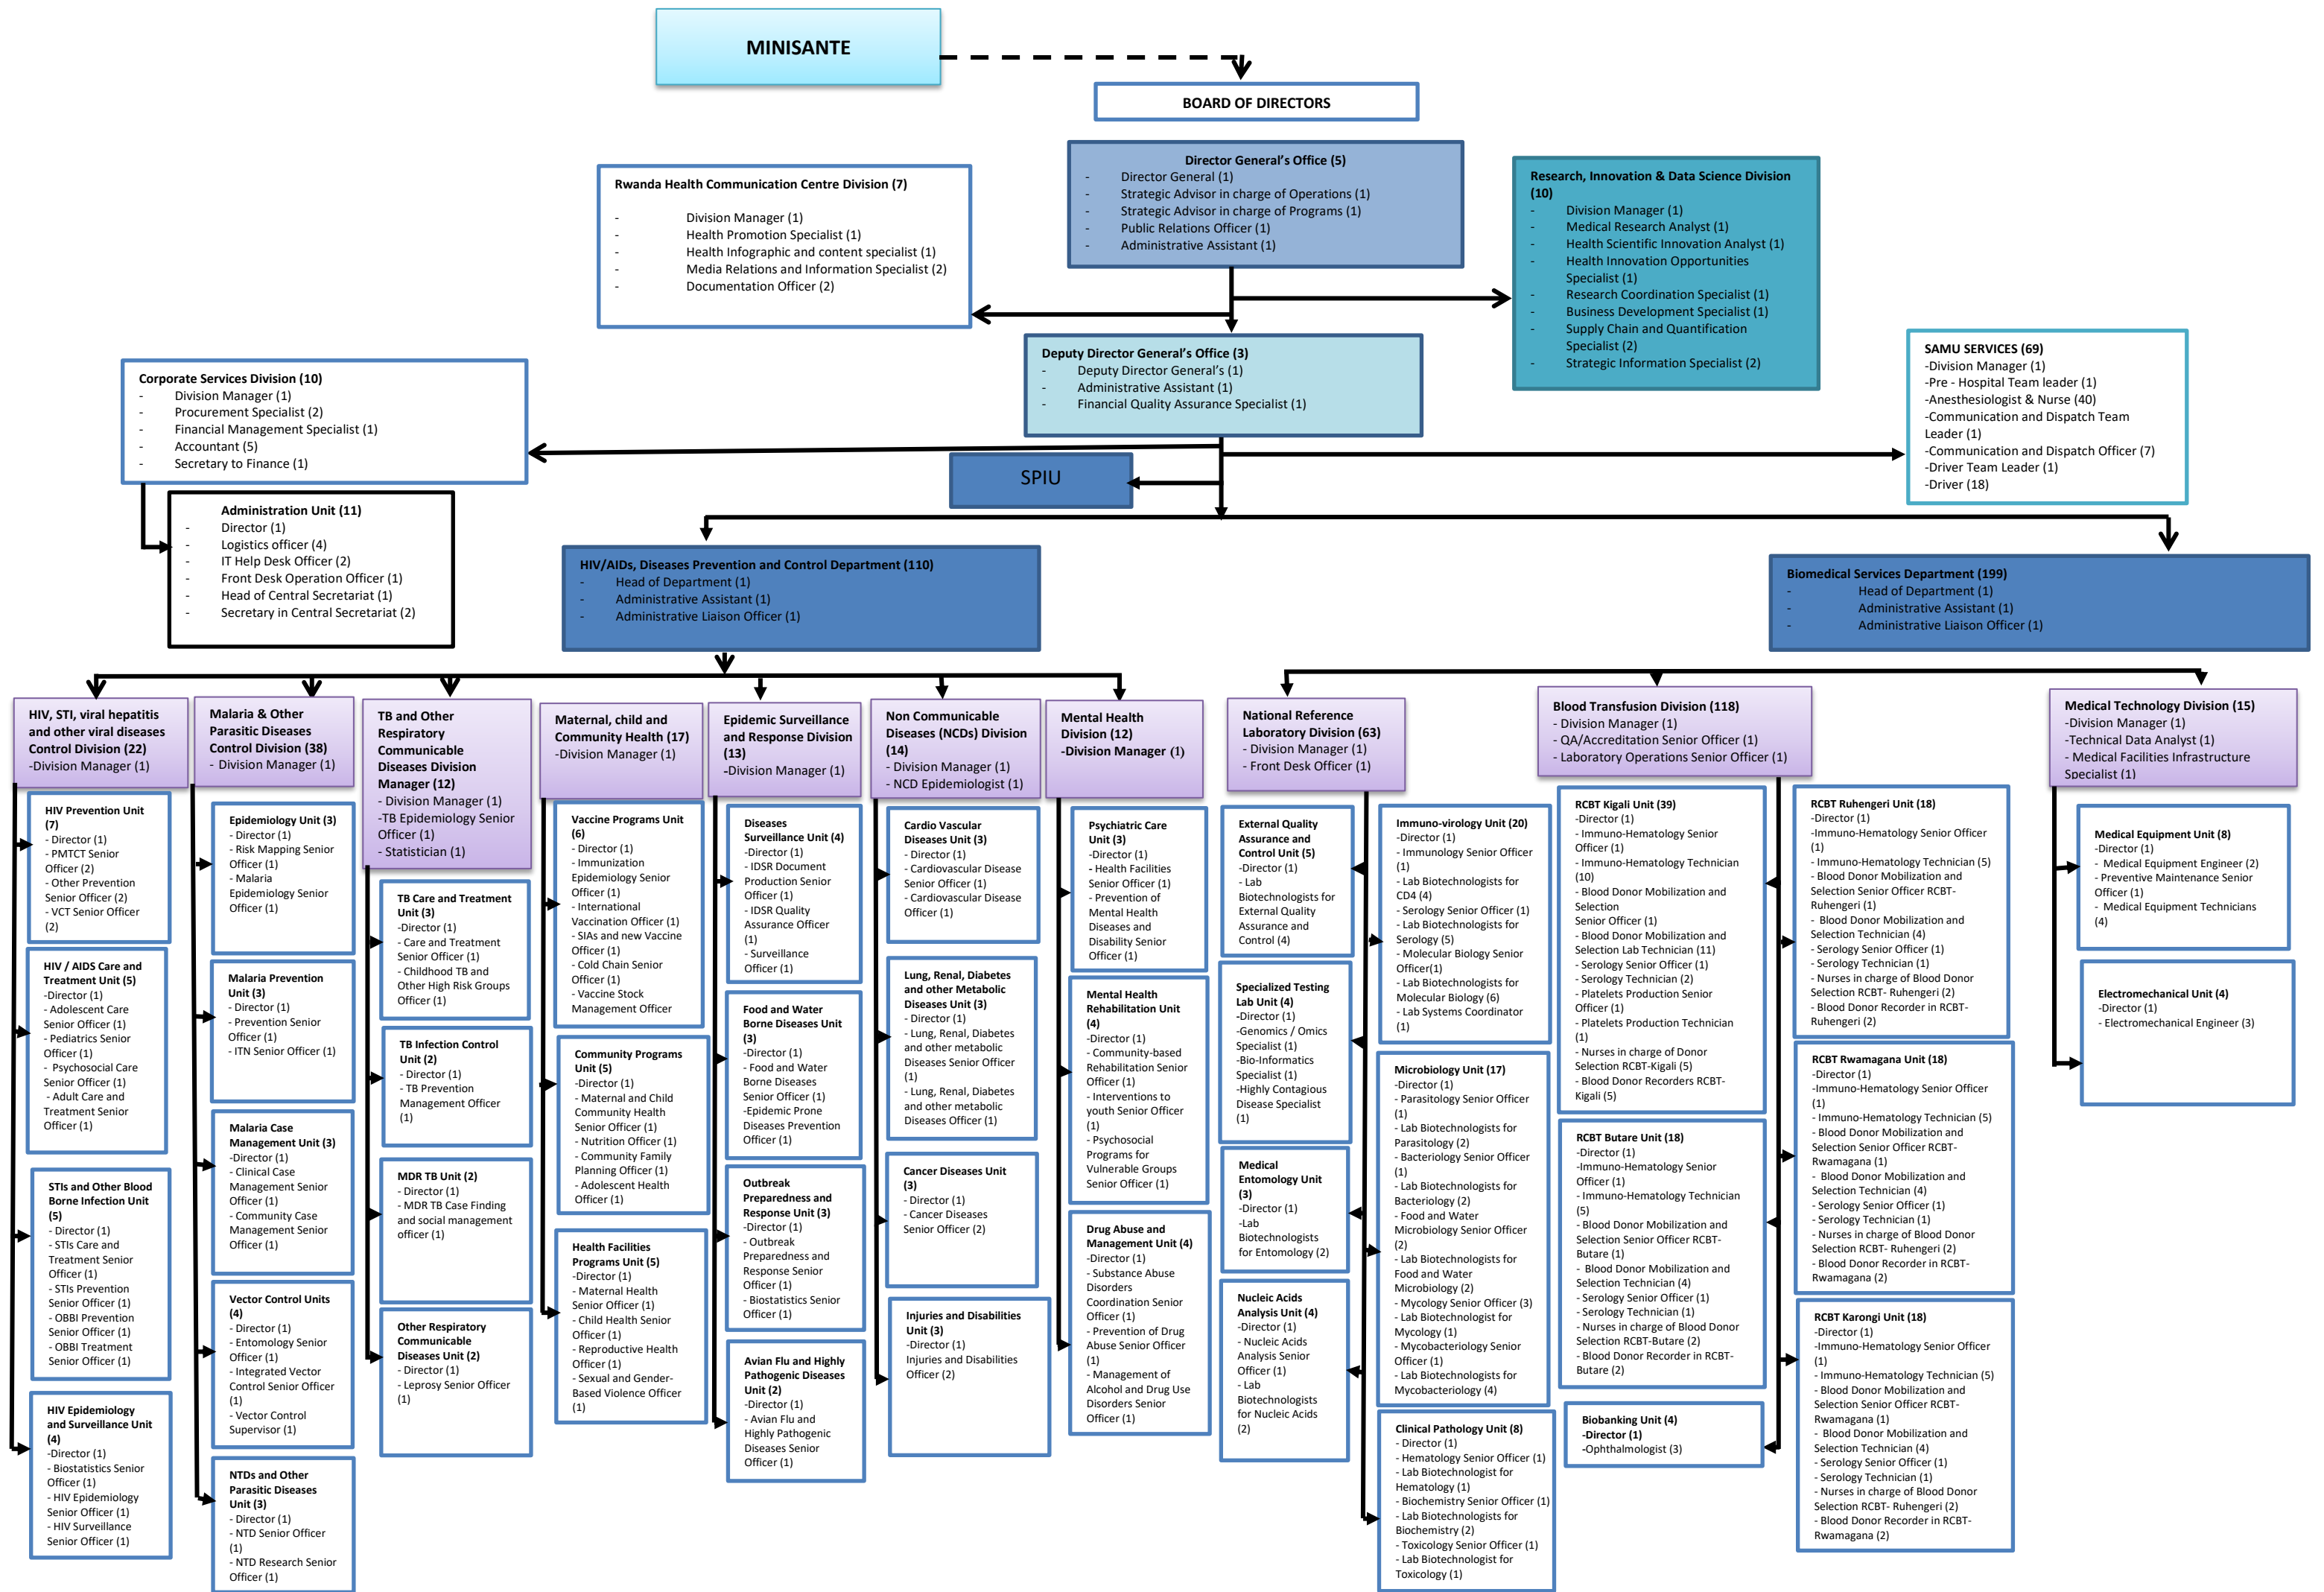 MINISANTE
BOARD OF DIRECTORS
Director General's Office (5)
- Director General (1)
- Strategic Advisor in charge of Operations (1)
- Strategic Advisor in charge of Programs (1)
- Public Relations Officer (1)
- Administrative Assistant (1)
Rwanda Health Communication Centre Division (7)
- Division Manager (1)
- Health Promotion Specialist (1)
- Health Infographic and content specialist (1)
- Media Relations and Information Specialist (2)
- Documentation Officer (2)
Research, Innovation & Data Science Division
(10)
- Division Manager (1)
- Medical Research Analyst (1)
- Health Scientific Innovation Analyst (1)
- Health Innovation Opportunities
Specialist (1)
- Research Coordination Specialist (1)
- Business Development Specialist (1)
- Supply Chain and Quantification
Specialist (2)
- Strategic Information Specialist (2)
Deputy Director General's Office (3)
- Deputy Director General's (1)
- Administrative Assistant (1)
- Financial Quality Assurance Specialist (1)
SAMU SERVICES (69)
-Division Manager (1)
-Pre - Hospital Team leader (1)
-Anesthesiologist & Nurse (40)
-Communication and Dispatch Team
Leader (1)
-Communication and Dispatch Officer (7)
-Driver Team Leader (1)
-Driver (18)
Corporate Services Division (10)
- Division Manager (1)
- Procurement Specialist (2)
- Financial Management Specialist (1)
- Accountant (5)
- Secretary to Finance (1)
SPIU
Administration Unit (11)
- Director (1)
- Logistics officer (4)
- IT Help Desk Officer (2)
- Front Desk Operation Officer (1)
- Head of Central Secretariat (1)
- Secretary in Central Secretariat (2)
HIV/AIDs, Diseases Prevention and Control Department (110)
- Head of Department (1)
- Administrative Assistant (1)
- Administrative Liaison Officer (1)
Biomedical Services Department (199)
- Head of Department (1)
- Administrative Assistant (1)
- Administrative Liaison Officer (1)
HIV, STI, viral hepatitis
and other viral diseases
Control Division (22)
-Division Manager (1)
HIV Prevention Unit
(7)
- Director (1)
- PMTCT Senior
Officer (2)
- Other Prevention
Senior Officer (2)
- VCT Senior Officer
(2)
HIV / AIDS Care and
Treatment Unit (5)
-Director (1)
- Adolescent Care
Senior Officer (1)
- Pediatrics Senior
Officer (1)
- Psychosocial Care
Senior Officer (1)
- Adult Care and
Treatment Senior
Officer (1)
STIs and Other Blood
Borne Infection Unit
(5)
- Director (1)
- STIs Care and
Treatment Senior
Officer (1)
- STIs Prevention
Senior Officer (1)
- OBBI Prevention
Senior Officer (1)
- OBBI Treatment
Senior Officer (1)
HIV Epidemiology
and Surveillance Unit
(4)
-Director (1)
- Biostatistics Senior
Officer (1)
- HIV Epidemiology
Senior Officer (1)
- HIV Surveillance
Senior Officer (1)
Malaria & Other
Parasitic Diseases
Control Division (38)
- Division Manager (1)
Epidemiology Unit (3)
- Director (1)
- Risk Mapping Senior
Officer (1)
- Malaria
Epidemiology Senior
Officer (1)
Malaria Prevention
Unit (3)
- Director (1)
- Prevention Senior
Officer (1)
- ITN Senior Officer (1)
Malaria Case
Management Unit (3)
-Director (1)
- Clinical Case
Management Senior
Officer (1)
- Community Case
Management Senior
Officer (1)
Vector Control Units
(4)
- Director (1)
- Entomology Senior
Officer (1)
- Integrated Vector
Control Senior Officer
(1)
- Vector Control
Supervisor (1)
NTDs and Other
Parasitic Diseases
Unit (3)
- Director (1)
- NTD Senior Officer
(1)
- NTD Research Senior
Officer (1)
TB and Other
Respiratory
Communicable
Diseases Division
Manager (12)
- Division Manager (1)
-TB Epidemiology Senior
Officer (1)
- Statistician (1)
TB Care and Treatment
Unit (3)
-Director (1)
- Care and Treatment
Senior Officer (1)
- Childhood TB and
Other High Risk Groups
Officer (1)
TB Infection Control
Unit (2)
- Director (1)
- TB Prevention
Management Officer
(1)
MDR TB Unit (2)
- Director (1)
- MDR TB Case Finding
and social management
officer (1)
Other Respiratory
Communicable
Diseases Unit (2)
- Director (1)
- Leprosy Senior Officer
(1)
Maternal, child and
Community Health (17)
-Division Manager (1)
Vaccine Programs Unit
(6)
- Director (1)
- Immunization
Epidemiology Senior
Officer (1)
- International
Vaccination Officer (1)
- SIAs and new Vaccine
Officer (1)
- Cold Chain Senior
Officer (1)
- Vaccine Stock
Management Officer
Community Programs
Unit (5)
-Director (1)
- Maternal and Child
Community Health
Senior Officer (1)
- Nutrition Officer (1)
- Community Family
Planning Officer (1)
- Adolescent Health
Officer (1)
Health Facilities
Programs Unit (5)
-Director (1)
- Maternal Health
Senior Officer (1)
- Child Health Senior
Officer (1)
- Reproductive Health
Officer (1)
- Sexual and Gender-
Based Violence Officer
(1)
Epidemic Surveillance
and Response Division
(13)
-Division Manager (1)
Diseases
Surveillance Unit (4)
-Director (1)
- IDSR Document
Production Senior
Officer (1)
- IDSR Quality
Assurance Officer
(1)
- Surveillance
Officer (1)
Food and Water
Borne Diseases Unit
(3)
-Director (1)
- Food and Water
Borne Diseases
Senior Officer (1)
-Epidemic Prone
Diseases Prevention
Officer (1)
Outbreak
Preparedness and
Response Unit (3)
-Director (1)
- Outbreak
Preparedness and
Response Senior
Officer (1)
- Biostatistics Senior
Officer (1)
Avian Flu and Highly
Pathogenic Diseases
Unit (2)
-Director (1)
- Avian Flu and
Highly Pathogenic
Diseases Senior
Officer (1)
Non Communicable
Diseases (NCDs) Division
(14)
- Division Manager (1)
- NCD Epidemiologist (1)
Cardio Vascular
Diseases Unit (3)
- Director (1)
- Cardiovascular Disease
Senior Officer (1)
- Cardiovascular Disease
Officer (1)
Lung, Renal, Diabetes
and other Metabolic
Diseases Unit (3)
- Director (1)
- Lung, Renal, Diabetes
and other metabolic
Diseases Senior Officer
(1)
- Lung, Renal, Diabetes
and other metabolic
Diseases Officer (1)
Cancer Diseases Unit
(3)
- Director (1)
- Cancer Diseases
Senior Officer (2)
Injuries and Disabilities
Unit (3)
-Director (1)
Injuries and Disabilities
Officer (2)
Mental Health
Division (12)
-Division Manager (1)
Psychiatric Care
Unit (3)
-Director (1)
- Health Facilities
Senior Officer (1)
- Prevention of
Mental Health
Diseases and
Disability Senior
Officer (1)
Mental Health
Rehabilitation Unit
(4)
-Director (1)
- Community-based
Rehabilitation Senior
Officer (1)
- Interventions to
youth Senior Officer
(1)
- Psychosocial
Programs for
Vulnerable Groups
Senior Officer (1)
Drug Abuse and
Management Unit (4)
-Director (1)
- Substance Abuse
Disorders
Coordination Senior
Officer (1)
- Prevention of Drug
Abuse Senior Officer
(1)
- Management of
Alcohol and Drug Use
Disorders Senior
Officer (1)
National Reference
Laboratory Division (63)
- Division Manager (1)
- Front Desk Officer (1)
External Quality
Assurance and
Control Unit (5)
-Director (1)
- Lab
Biotechnologists for
External Quality
Assurance and
Control (4)
Specialized Testing
Lab Unit (4)
-Director (1)
-Genomics / Omics
Specialist (1)
-Bio-Informatics
Specialist (1)
-Highly Contagious
Disease Specialist
(1)
Medical
Entomology Unit
(3)
-Director (1)
-Lab
Biotechnologists
for Entomology (2)
Nucleic Acids
Analysis Unit (4)
-Director (1)
- Nucleic Acids
Analysis Senior
Officer (1)
- Lab
Biotechnologists
for Nucleic Acids
(2)
Immuno-virology Unit (20)
-Director (1)
- Immunology Senior Officer
(1)
- Lab Biotechnologists for
CD4 (4)
- Serology Senior Officer (1)
- Lab Biotechnologists for
Serology (5)
- Molecular Biology Senior
Officer(1)
- Lab Biotechnologists for
Molecular Biology (6)
- Lab Systems Coordinator
(1)
Microbiology Unit (17)
-Director (1)
- Parasitology Senior Officer
(1)
- Lab Biotechnologists for
Parasitology (2)
- Bacteriology Senior Officer
(1)
- Lab Biotechnologists for
Bacteriology (2)
- Food and Water
Microbiology Senior Officer
(2)
- Lab Biotechnologists for
Food and Water
Microbiology (2)
- Mycology Senior Officer (3)
- Lab Biotechnologist for
Mycology (1)
- Mycobacteriology Senior
Officer (1)
- Lab Biotechnologists for
Mycobacteriology (4)
Clinical Pathology Unit (8)
- Director (1)
- Hematology Senior Officer (1)
- Lab Biotechnologist for
Hematology (1)
- Biochemistry Senior Officer (1)
- Lab Biotechnologists for
Biochemistry (2)
- Toxicology Senior Officer (1)
- Lab Biotechnologist for
Toxicology (1)
Blood Transfusion Division (118)
- Division Manager (1)
- QA/Accreditation Senior Officer (1)
- Laboratory Operations Senior Officer (1)
RCBT Kigali Unit (39)
-Director (1)
- Immuno-Hematology Senior
Officer (1)
- Immuno-Hematology Technician
(10)
- Blood Donor Mobilization and
Selection
Senior Officer (1)
- Blood Donor Mobilization and
Selection Lab Technician (11)
- Serology Senior Officer (1)
- Serology Technician (2)
- Platelets Production Senior
Officer (1)
- Platelets Production Technician
(1)
- Nurses in charge of Donor
Selection RCBT-Kigali (5)
- Blood Donor Recorders RCBT-
Kigali (5)
RCBT Butare Unit (18)
-Director (1)
-Immuno-Hematology Senior
Officer (1)
- Immuno-Hematology Technician
(5)
- Blood Donor Mobilization and
Selection Senior Officer RCBT-
Butare (1)
- Blood Donor Mobilization and
Selection Technician (4)
- Serology Senior Officer (1)
- Serology Technician (1)
- Nurses in charge of Blood Donor
Selection RCBT-Butare (2)
- Blood Donor Recorder in RCBT-
Butare (2)
Biobanking Unit (4)
-Director (1)
-Ophthalmologist (3)
RCBT Ruhengeri Unit (18)
-Director (1)
-Immuno-Hematology Senior Officer
(1)
- Immuno-Hematology Technician (5)
- Blood Donor Mobilization and
Selection Senior Officer RCBT-
Ruhengeri (1)
- Blood Donor Mobilization and
Selection Technician (4)
- Serology Senior Officer (1)
- Serology Technician (1)
- Nurses in charge of Blood Donor
Selection RCBT- Ruhengeri (2)
- Blood Donor Recorder in RCBT-
Ruhengeri (2)
RCBT Rwamagana Unit (18)
-Director (1)
-Immuno-Hematology Senior Officer
(1)
- Immuno-Hematology Technician (5)
- Blood Donor Mobilization and
Selection Senior Officer RCBT-
Rwamagana (1)
- Blood Donor Mobilization and
Selection Technician (4)
- Serology Senior Officer (1)
- Serology Technician (1)
- Nurses in charge of Blood Donor
Selection RCBT- Ruhengeri (2)
- Blood Donor Recorder in RCBT-
Rwamagana (2)
RCBT Karongi Unit (18)
-Director (1)
-Immuno-Hematology Senior Officer
(1)
- Immuno-Hematology Technician (5)
- Blood Donor Mobilization and
Selection Senior Officer RCBT-
Rwamagana (1)
- Blood Donor Mobilization and
Selection Technician (4)
- Serology Senior Officer (1)
- Serology Technician (1)
- Nurses in charge of Blood Donor
Selection RCBT- Ruhengeri (2)
- Blood Donor Recorder in RCBT-
Rwamagana (2)
Medical Technology Division (15)
-Division Manager (1)
-Technical Data Analyst (1)
- Medical Facilities Infrastructure
Specialist (1)
Medical Equipment Unit (8)
-Director (1)
- Medical Equipment Engineer (2)
- Preventive Maintenance Senior
Officer (1)
- Medical Equipment Technicians
(4)
Electromechanical Unit (4)
-Director (1)
- Electromechanical Engineer (3)